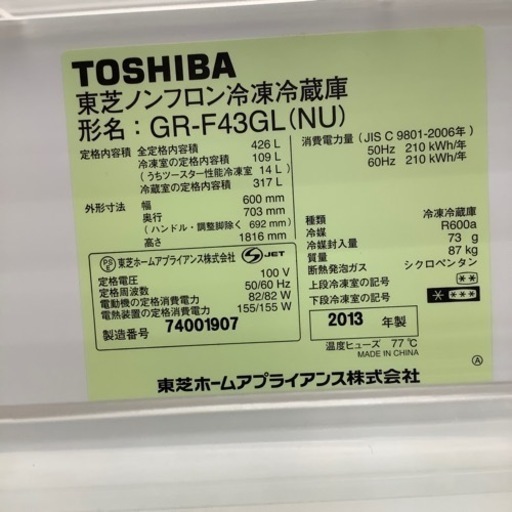 TOSHIBA
東芝ノンフロン冷凍冷蔵庫
形名：GR-F43GL(NU)
定格内容積 全定格内容積 426 L
冷凍室の定格内容積 109 L
(うちツースター性能冷凍室 14 L)
冷蔵室の定格内容積 317 L
外形寸法 幅 600 mm
奥行 703 mm
(ハンドル・調整脚除く 692 mm)
高さ 1816 mm
消費電力量 (JIS C 9801-2006年)
50Hz 210 kWh/年
60Hz 210 kWh/年
種類 冷凍冷蔵庫
冷媒 R600a
冷媒封入量 73 g
質量 87 kg
断熱発泡ガス シクロペンタン
上段冷凍室の記号
下段冷凍室の記号
PS E 東芝ホームアプライアンス株式会社 S JET
定格電圧 100 V
定格周波数 50/60 Hz
電動機の定格消費電力 82/82 W
電熱装置の定格消費電力 155/155 W
製造番号 74001907
2013 年製
温度ヒューズ 77℃
MADE IN CHINA
A
東芝ホームアプライアンス株式会社